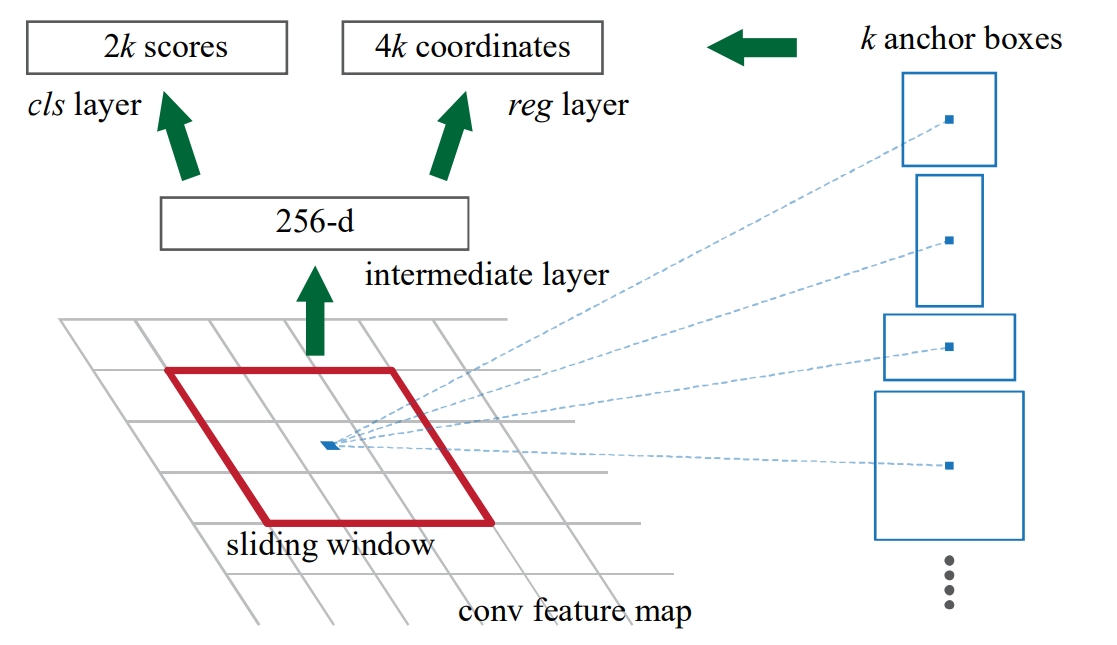 2k scores
4k coordinates
k anchor boxes
cls layer
reg layer
256-d
intermediate layer
sliding window
conv feature map